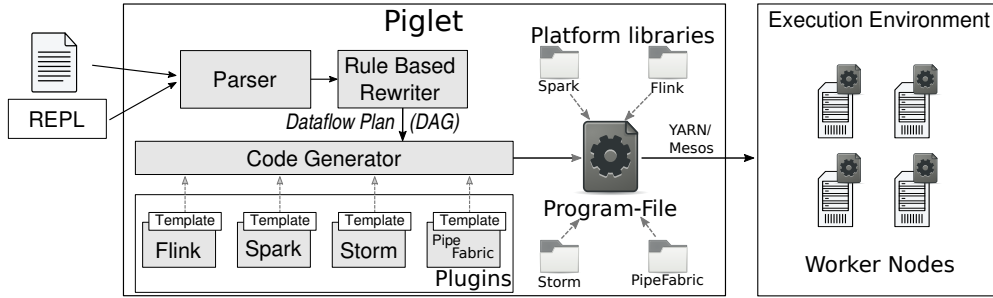 Piglet
Execution Environment
Platform libraries
Spark
Flink
REPL
Parser
Rule Based
Rewriter
Dataflow Plan (DAG)
Code Generator
YARN/
Mesos
Program-File
Template
Flink
Template
Spark
Template
Storm
Template
Pipe
Fabric
Plugins
Storm
PipeFabric
Worker Nodes